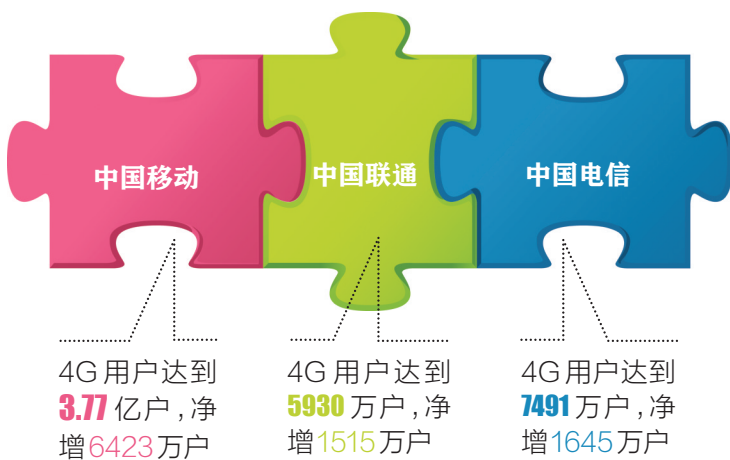 中国移动
中国联通
中国电信
4G用户达到
3.77亿户,净
增6423万户
4G用户达到
5930万户,净
增1515万户
4G用户达到
7491万户,净
增1645万户